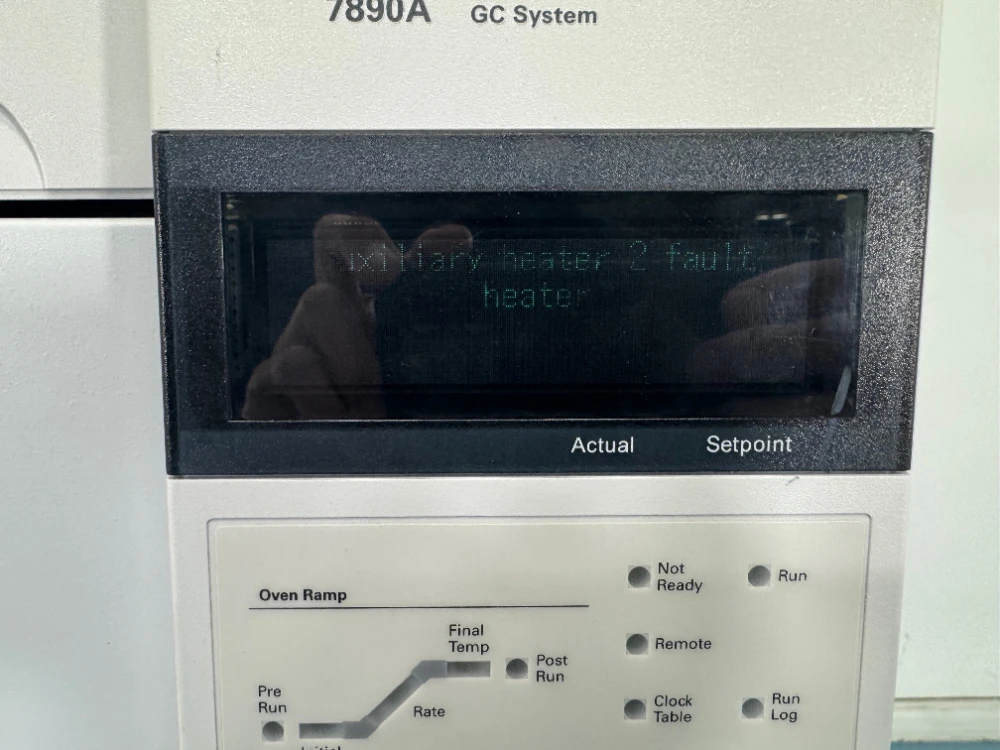 7890A GC System
uxiliary heater 2 fault
heater
Actual Setpoint
Oven Ramp
Not
Ready
Run
Remote
Final
Temp
Post
Run
Pre
Run
Rate
Clock
Table
Run
Log